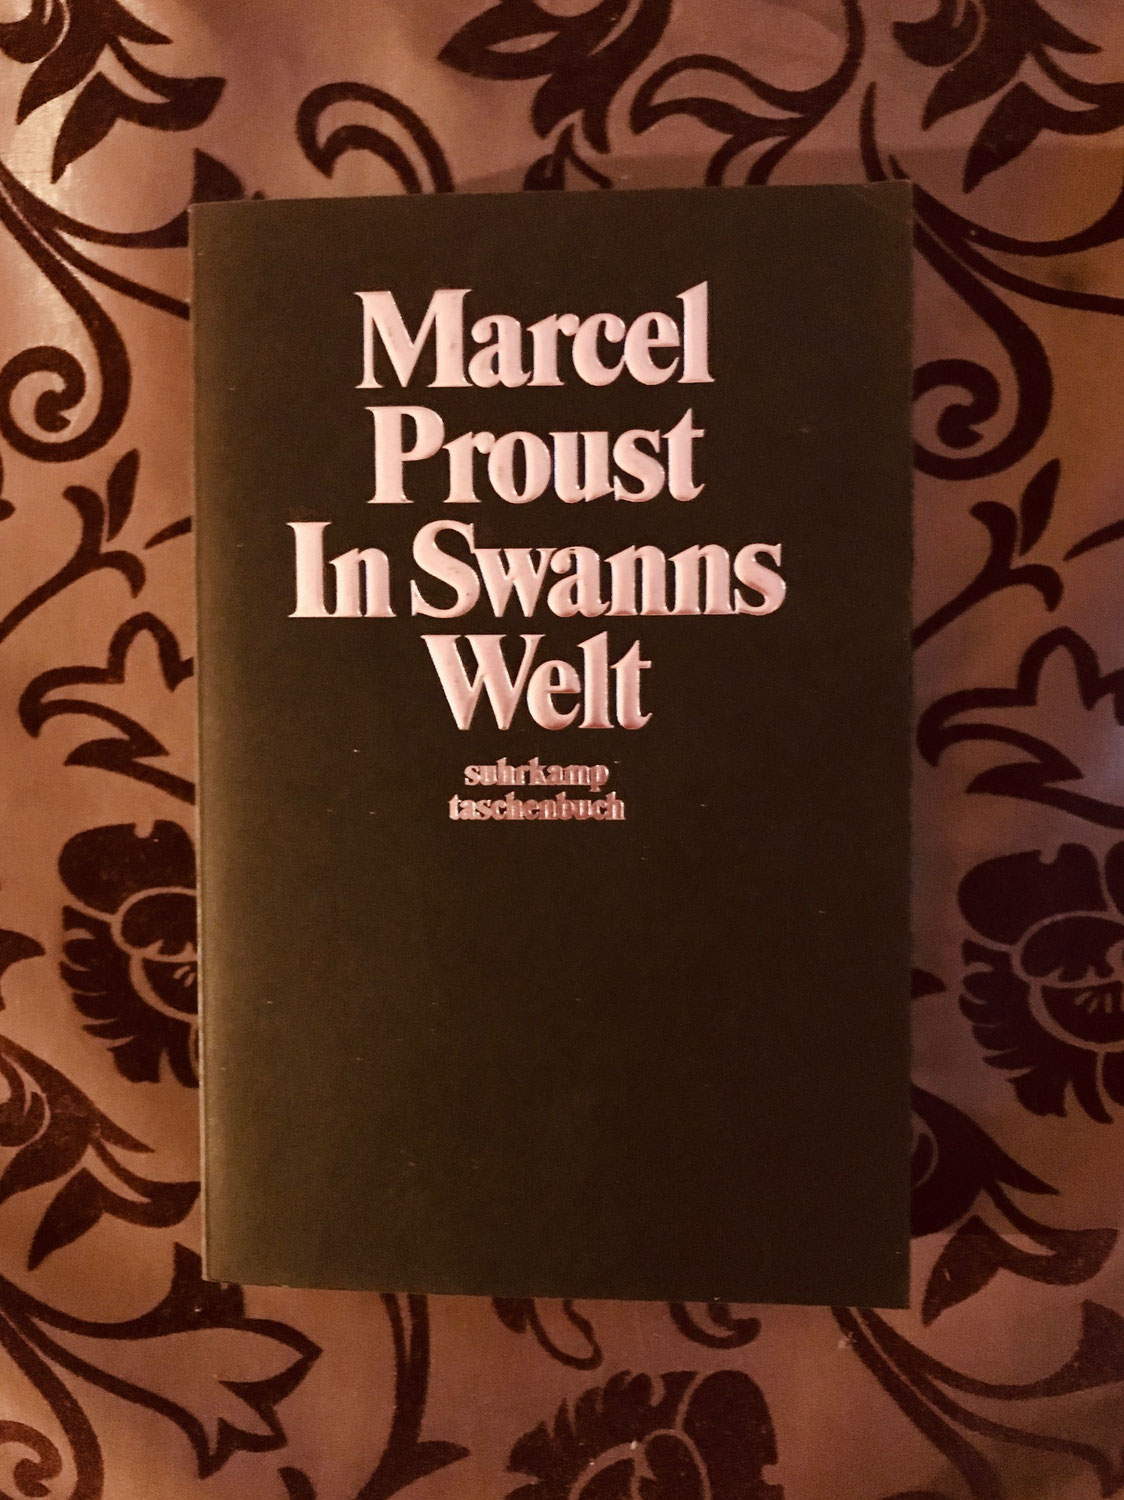 Marcel
Proust
In Swanns
Welt
suhrkamp
taschenbuch